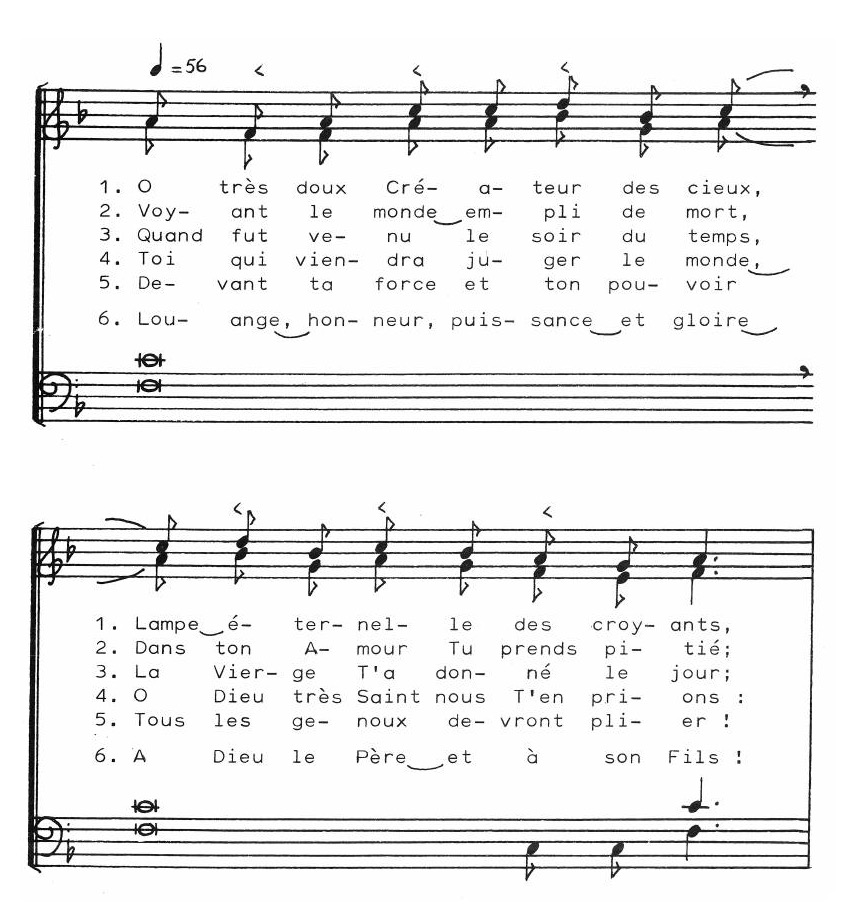 = 56
1. O très doux Cré- a- teur des cieux,
2. Voy- ant le monde em- pli de mort,
3. Quand fut ve- nu le soir du temps,
4. Toi qui vien- dra ju- ger le monde,
5. De- vant ta force et ton pou- voir
6. Lou- ange, hon- neur, puis- sance et gloire
1. Lampe é- ter- nel- le des croy- ants,
2. Dans ton A- mour Tu prends pi- tié;
3. La Vier- ge T'a don- né le jour;
4. O Dieu très Saint nous T'en pri- ons :
5. Tous les ge- noux de- vront pli- er !
6. A Dieu le Père et à son Fils !